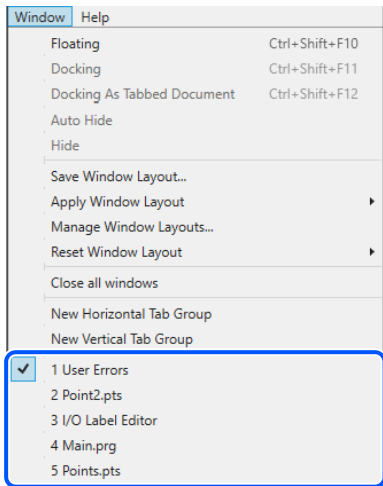 Window Help
Floating Ctrl+Shift+F10
Docking Ctrl+Shift+F11
Docking As Tabbed Document Ctrl+Shift+F12
Auto Hide
Hide
Save Window Layout...
Apply Window Layout
Manage Window Layouts...
Reset Window Layout
Close all windows
New Horizontal Tab Group
New Vertical Tab Group
1 User Errors
2 Point2.pts
3 I/O Label Editor
4 Main.prg
5 Points.pts